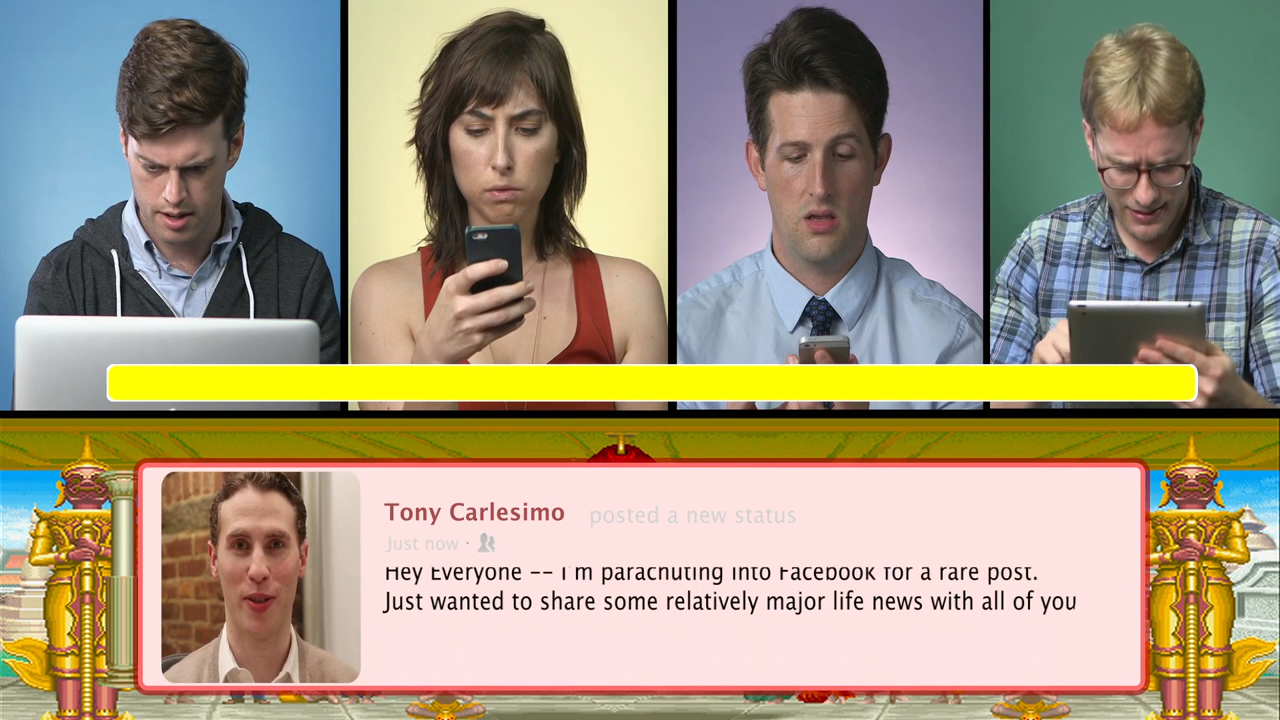 Tony Carlesimo posted a new status
Just now ·
Hey Everyone -- I'm parachuting into Facebook for a rare post.
Just wanted to share some relatively major life news with all of you